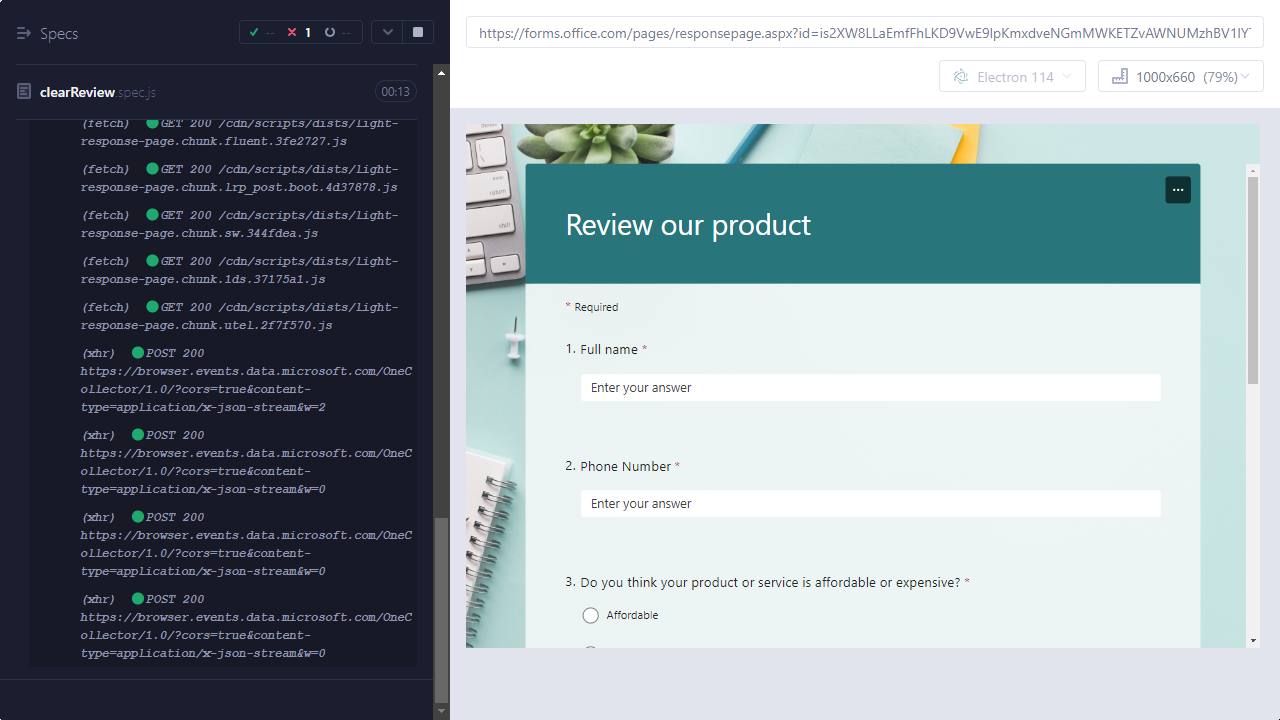 Specs
--
1
--
clearReview.spec.js
00:13
(fetch) GET 200 /cdn/scripts/dists/light-
response-page.chunk.fluent.3fe2727.js
(fetch) GET 200 /cdn/scripts/dists/light-
response-page.chunk.lrp_post.boot.4d37878.js
(fetch) GET 200 /cdn/scripts/dists/light-
response-page.chunk.sw.344fdea.js
(fetch) GET 200 /cdn/scripts/dists/light-
response-page.chunk.1ds.37175a1.js
(fetch) GET 200 /cdn/scripts/dists/light-
response-page.chunk.utel.2f7f570.js
(xhr) POST 200
https://browser.events.data.microsoft.com/OneC
ollector/1.0/?cors=true&content-
type=application/x-json-stream&w=2
(xhr) POST 200
https://browser.events.data.microsoft.com/OneC
ollector/1.0/?cors=true&content-
type=application/x-json-stream&w=0
(xhr) POST 200
https://browser.events.data.microsoft.com/OneC
ollector/1.0/?cors=true&content-
type=application/x-json-stream&w=0
(xhr) POST 200
https://browser.events.data.microsoft.com/OneC
ollector/1.0/?cors=true&content-
type=application/x-json-stream&w=0
https://forms.office.com/pages/responsepage.aspx?id=is2XW8LLaEmfFhLKD9VwE9IpKmxdveNGmMWKETZvAWNUMzhBV1lY
Electron 114
1000x660 (79%)
Review our product
* Required
1. Full name *
Enter your answer
2. Phone Number *
Enter your answer
3. Do you think your product or service is affordable or expensive? *
Affordable